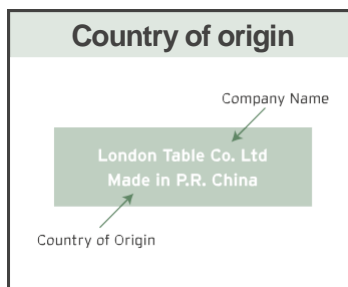 Country of origin
Company Name
London Table Co. Ltd
Made in P.R. China
Country of Origin